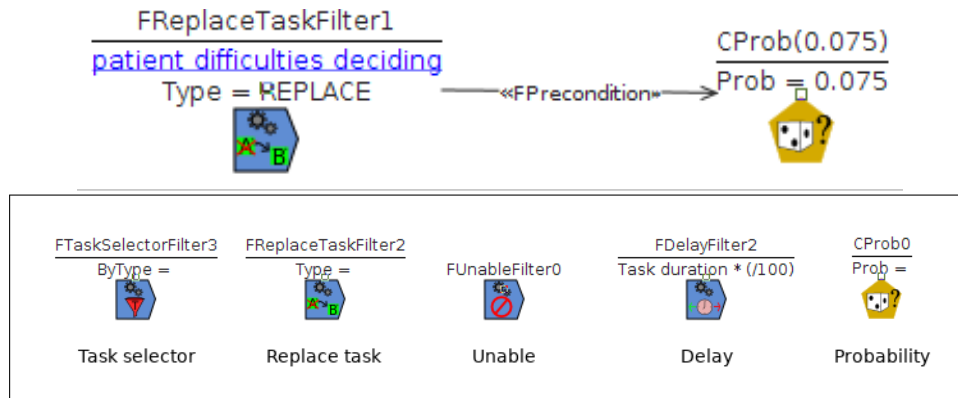 FReplaceTaskFilter1
patient difficulties deciding
Type = REPLACE
A B
«FPrecondition»
CProb(0.075)
Prob = 0.075
?
FTaskSelectorFilter3
ByType =
Task selector
FReplaceTaskFilter2
Type =
A B
Replace task
FUnableFilter0
Unable
FDelayFilter2
Task duration * (/100)
Delay
CProb0
Prob =
?
Probability